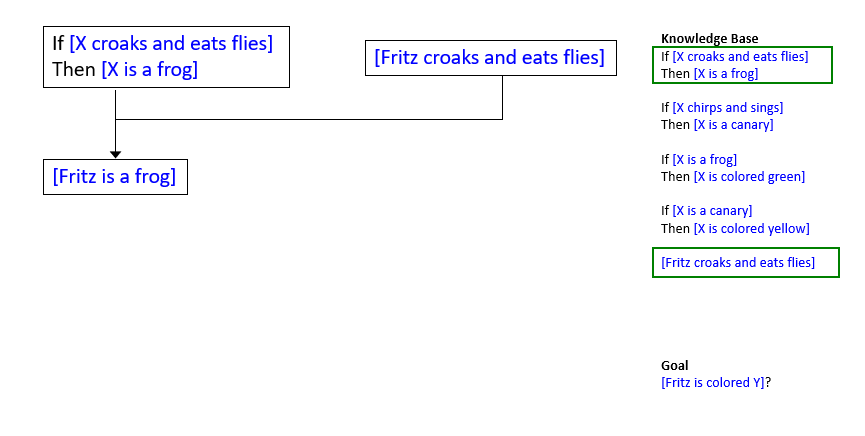 If [X croaks and eats flies]
Then [X is a frog]
[Fritz croaks and eats flies]
[Fritz is a frog]
Knowledge Base
If [X croaks and eats flies]
Then [X is a frog]
If [X chirps and sings]
Then [X is a canary]
If [X is a frog]
Then [X is colored green]
If [X is a canary]
Then [X is colored yellow]
[Fritz croaks and eats flies]
Goal
[Fritz is colored Y]?